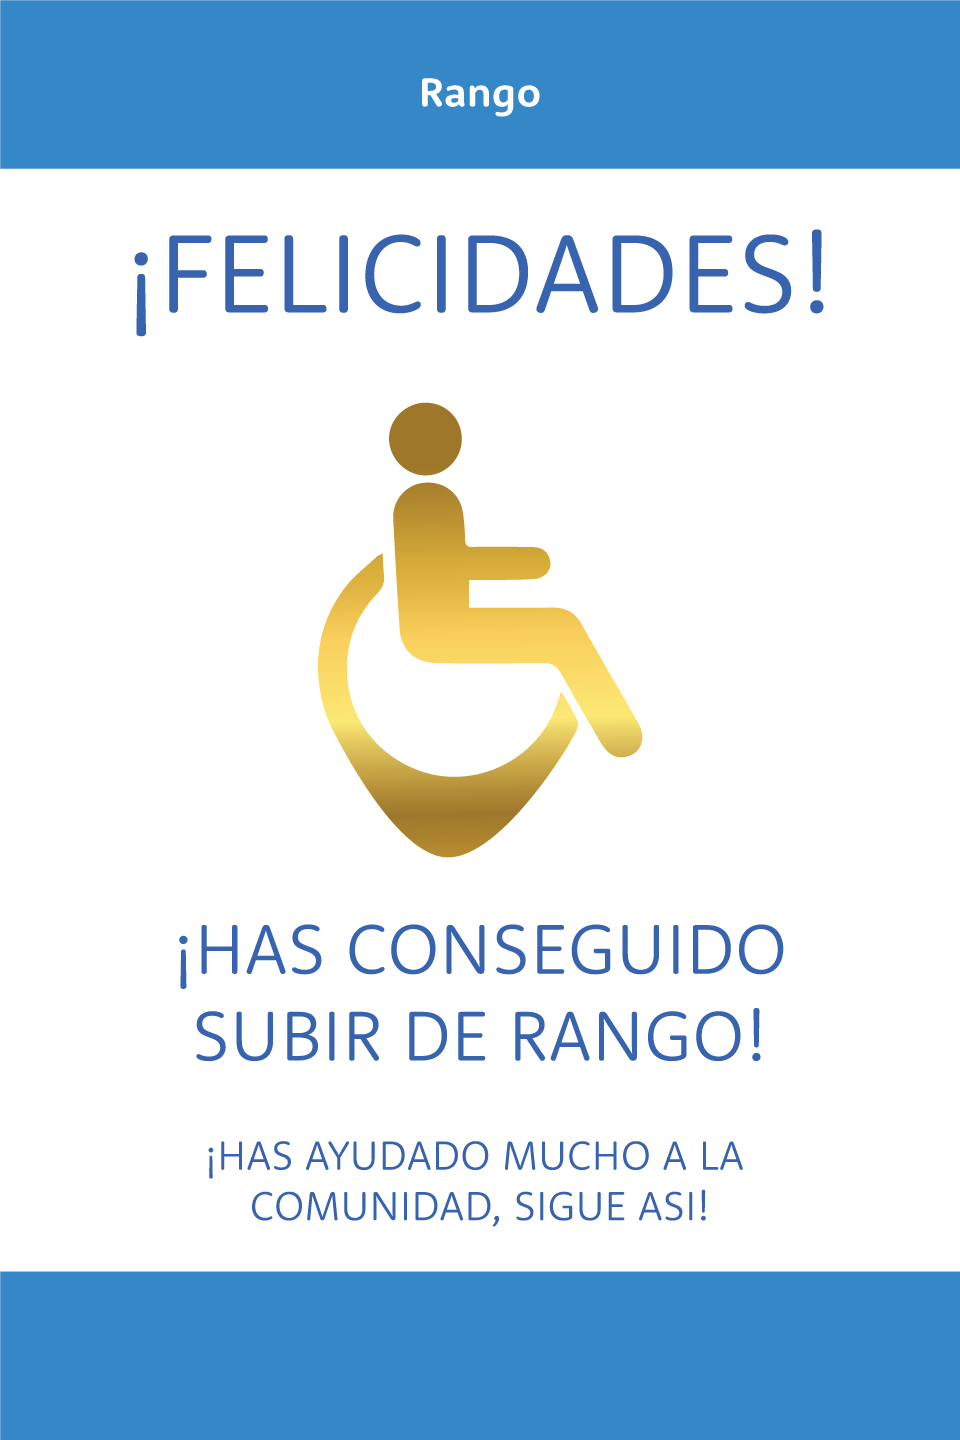 Rango
¡FELICIDADES!
¡HAS CONSEGUIDO
SUBIR DE RANGO!
¡HAS AYUDADO MUCHO A LA
COMUNIDAD, SIGUE ASI!